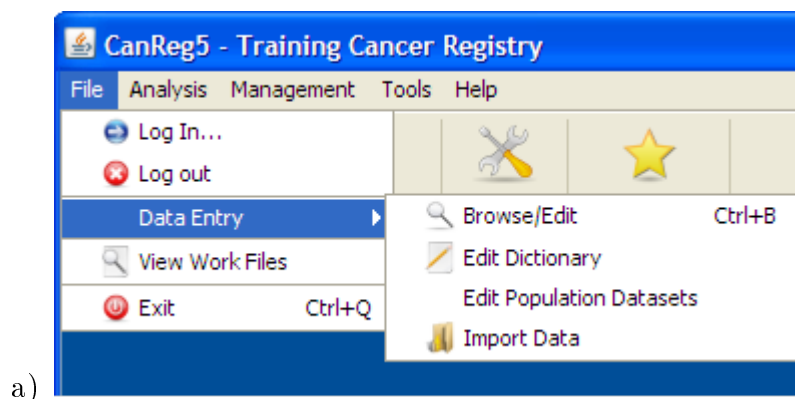 CanReg5 - Training Cancer Registry
File Analysis Management Tools Help
Log In...
Log out
Data Entry
Browse/Edit Ctrl+B
View Work Files
Edit Dictionary
Edit Population Datasets
Exit Ctrl+Q
Import Data
a)